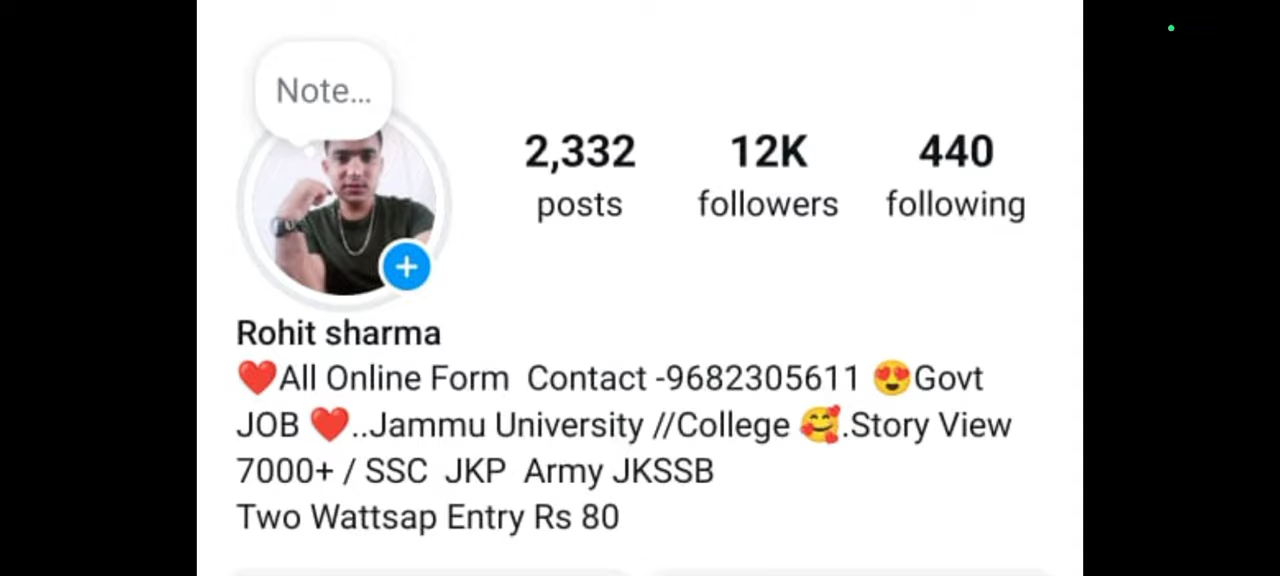 Note...
2,332 12K 440
posts followers following
Rohit sharma
❤️All Online Form Contact -9682305611 😍Govt
JOB ❤️..Jammu University //College 🥰.Story View
7000+ / SSC JKP Army JKSSB
Two Wattsap Entry Rs 80